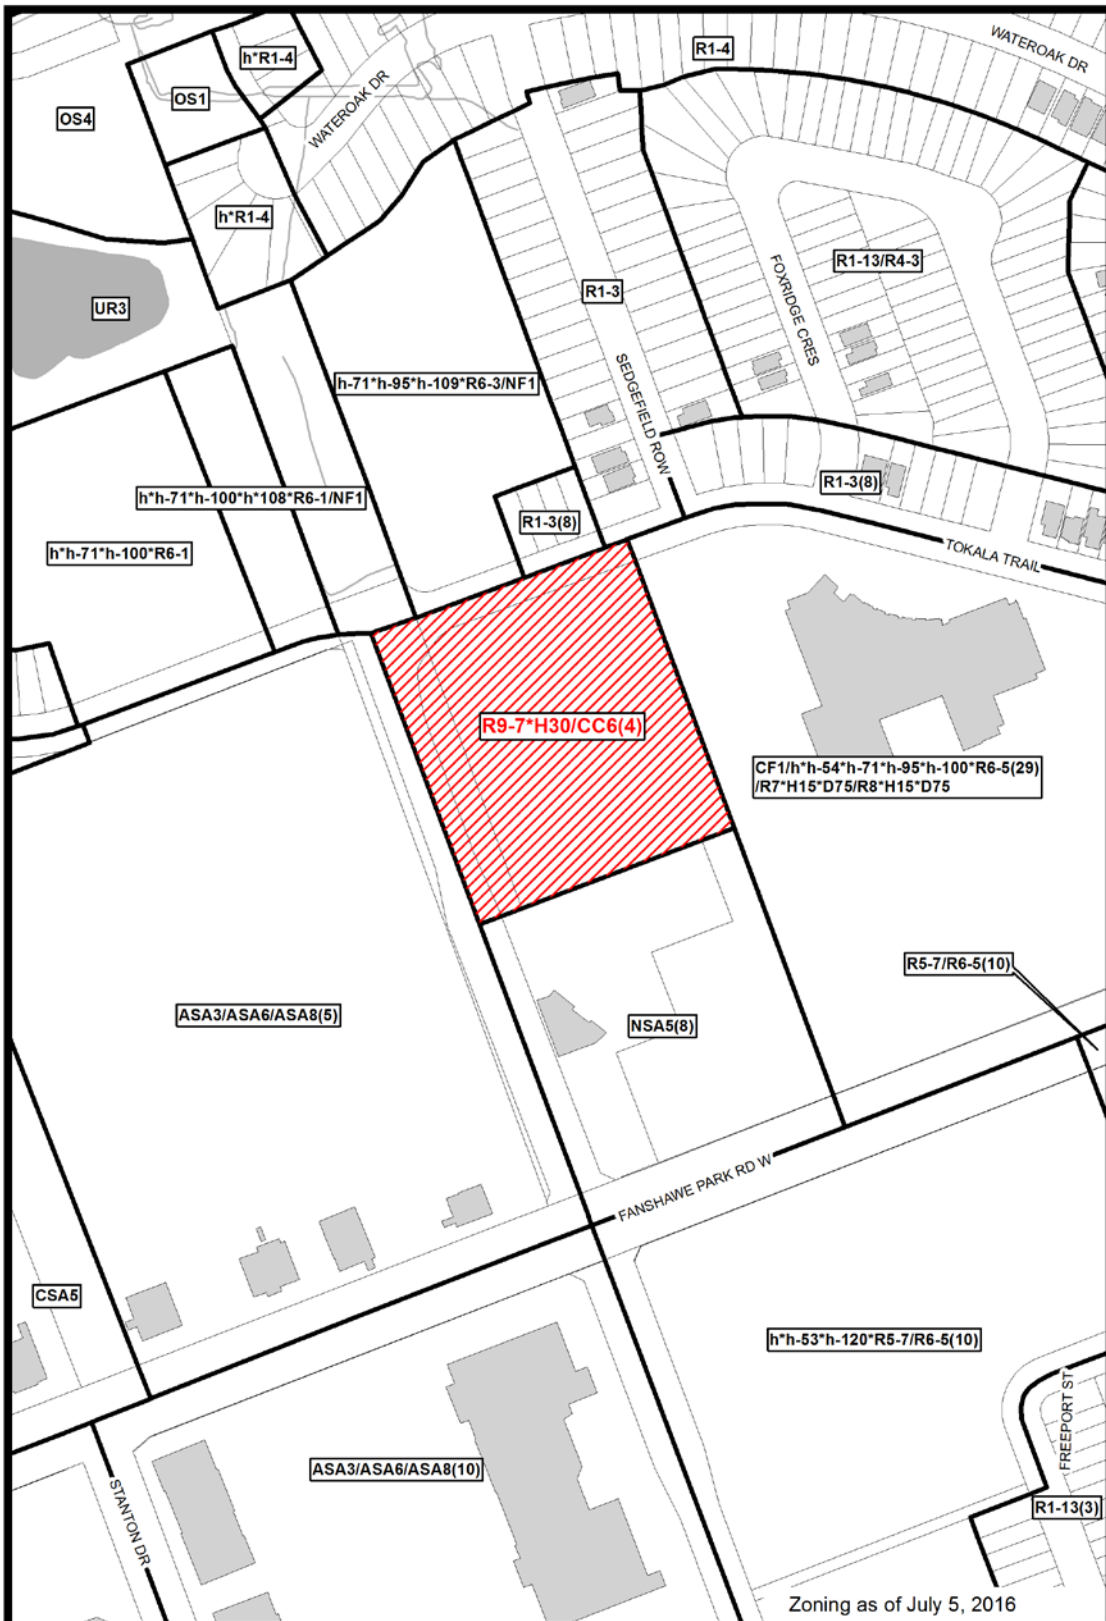 WATEROAK DR
R1-4
h*R1-4
OS1
OS4
WATEROAK DR
h*R1-4
R1-13/R4-3
FOXRIDGE CRES
R1-3
UR3
SEDGEFIELD ROW
h-71*h-95*h-109*R6-3/NF1
R1-3(8)
h*h-71*h-100*h*108*R6-1/NF1
R1-3(8)
h*h-71*h-100*R6-1
TOKALA TRAIL
R9-7*H30/CC6(4)
CF1/h*h-54*h-71*h-95*h-100*R6-5(29)
/R7*H15*D75/R8*H15*D75
R5-7/R6-5(10)
ASA3/ASA6/ASA8(5)
NSA5(8)
FANSHAWE PARK RD W
CSA5
h*h-53*h-120*R5-7/R6-5(10)
FREEPORT ST
ASA3/ASA6/ASA8(10)
STANTON DR
R1-13(3)
Zoning as of July 5, 2016